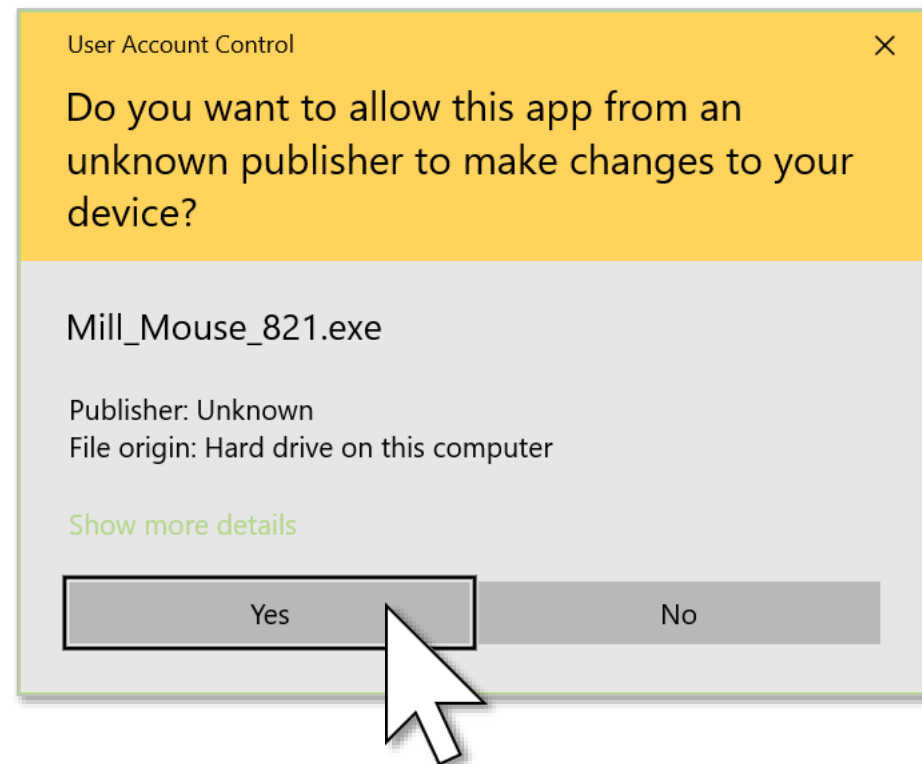 User Account Control
Do you want to allow this app from an
unknown publisher to make changes to your
device?
Mill_Mouse_821.exe
Publisher: Unknown
File origin: Hard drive on this computer
Show more details
Yes
No